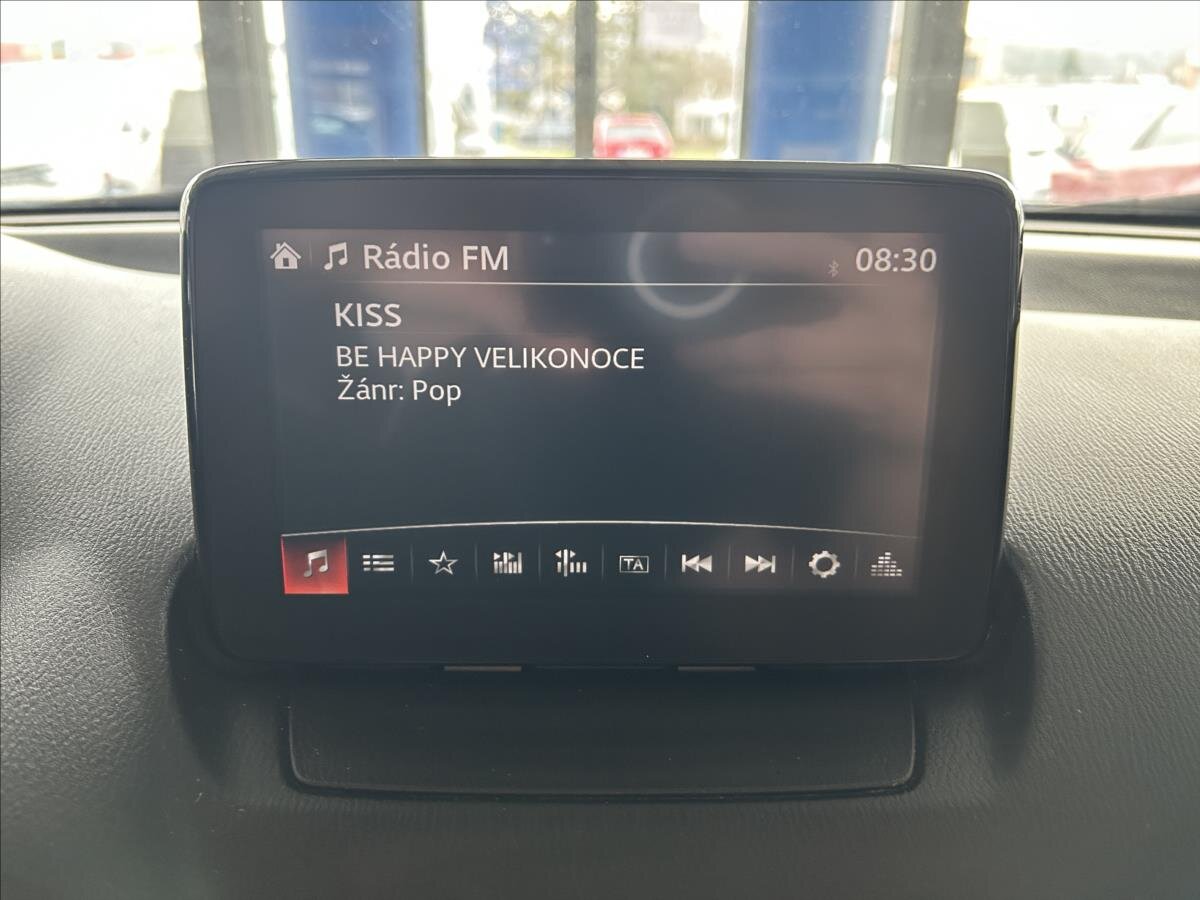 Rádio FM 08:30
KISS
BE HAPPY VELIKONOCE
Žánr: Pop
TA